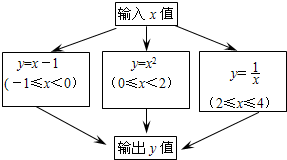 输入 x 值
y=x－1
(－1≤x＜0)
y=x²
(0≤x＜2)
y= 1/x
(2≤x≤4)
输出 y 值